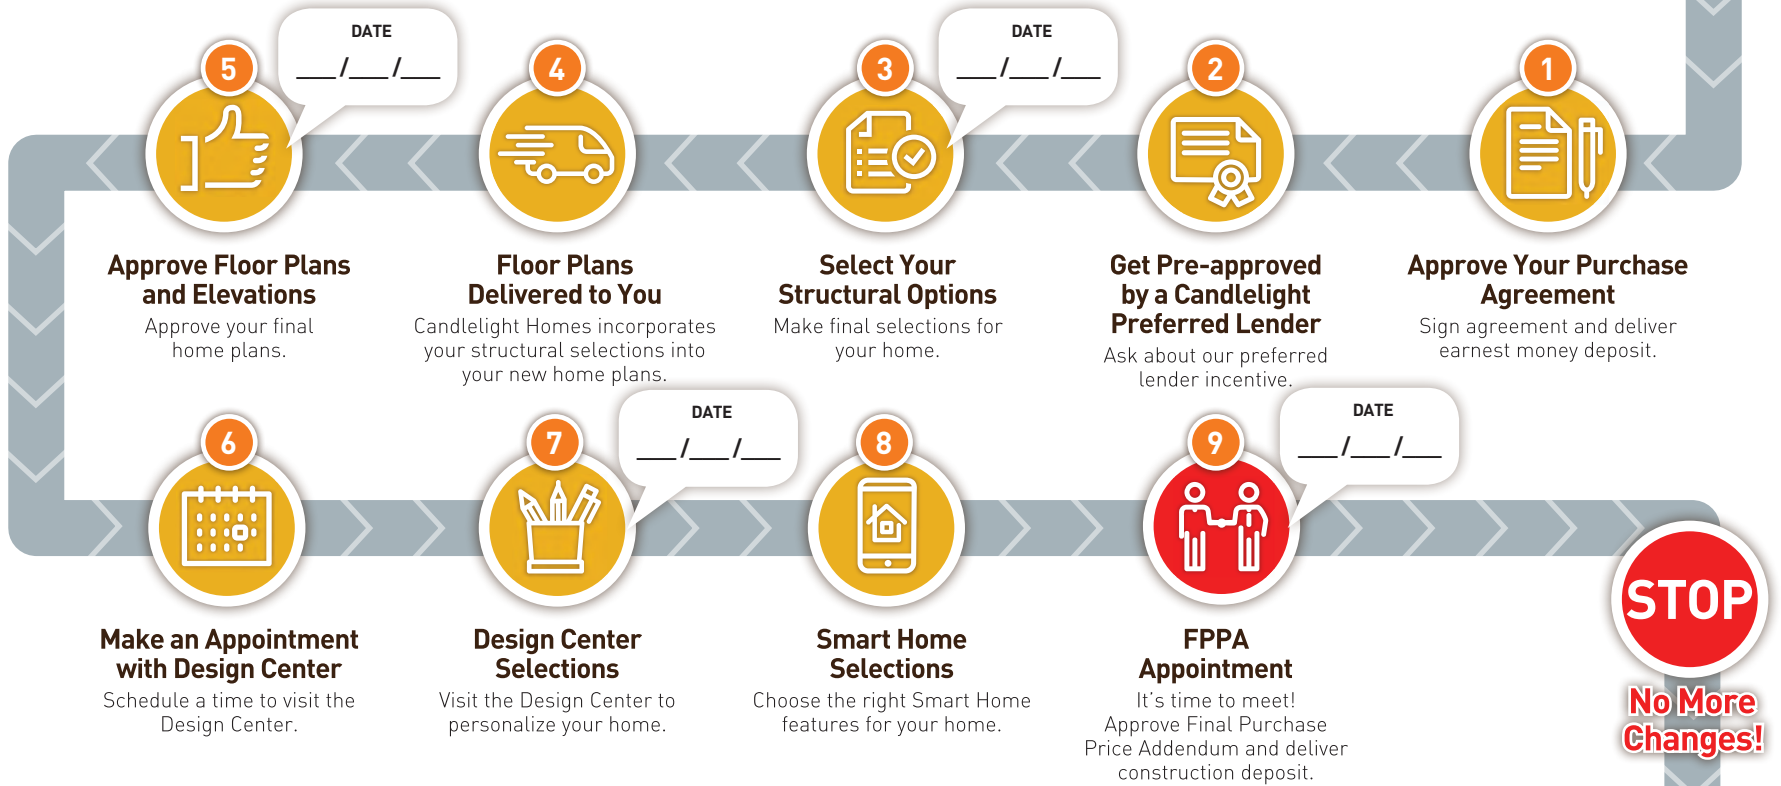 1
Approve Your Purchase
Agreement
Sign agreement and deliver
earnest money deposit.
2
Get Pre-approved
by a Candlelight
Preferred Lender
Ask about our preferred
lender incentive.
DATE
___/___/___
3
Select Your
Structural Options
Make final selections for
your home.
4
Floor Plans
Delivered to You
Candlelight Homes incorporates
your structural selections into
your new home plans.
DATE
___/___/___
5
Approve Floor Plans
and Elevations
Approve your final
home plans.
6
Make an Appointment
with Design Center
Schedule a time to visit the
Design Center.
DATE
___/___/___
7
Design Center
Selections
Visit the Design Center to
personalize your home.
8
Smart Home
Selections
Choose the right Smart Home
features for your home.
DATE
___/___/___
9
FPPA
Appointment
It's time to meet!
Approve Final Purchase
Price Addendum and deliver
construction deposit.
STOP
No More
Changes!